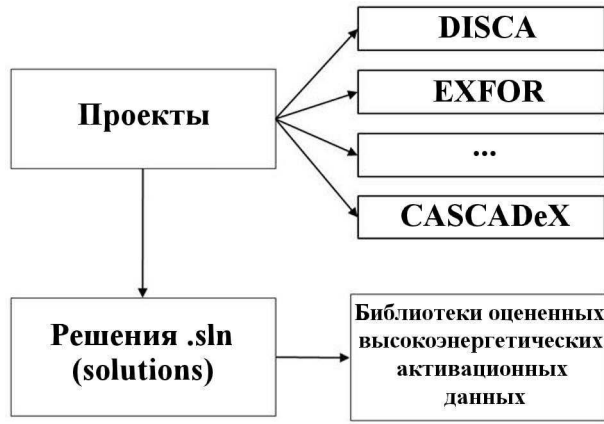 DISCA
Проекты
EXFOR
...
CASCADeX
Решения .sln
(solutions)
Библиотеки оцененных
высокоэнергетических
активационных
данных